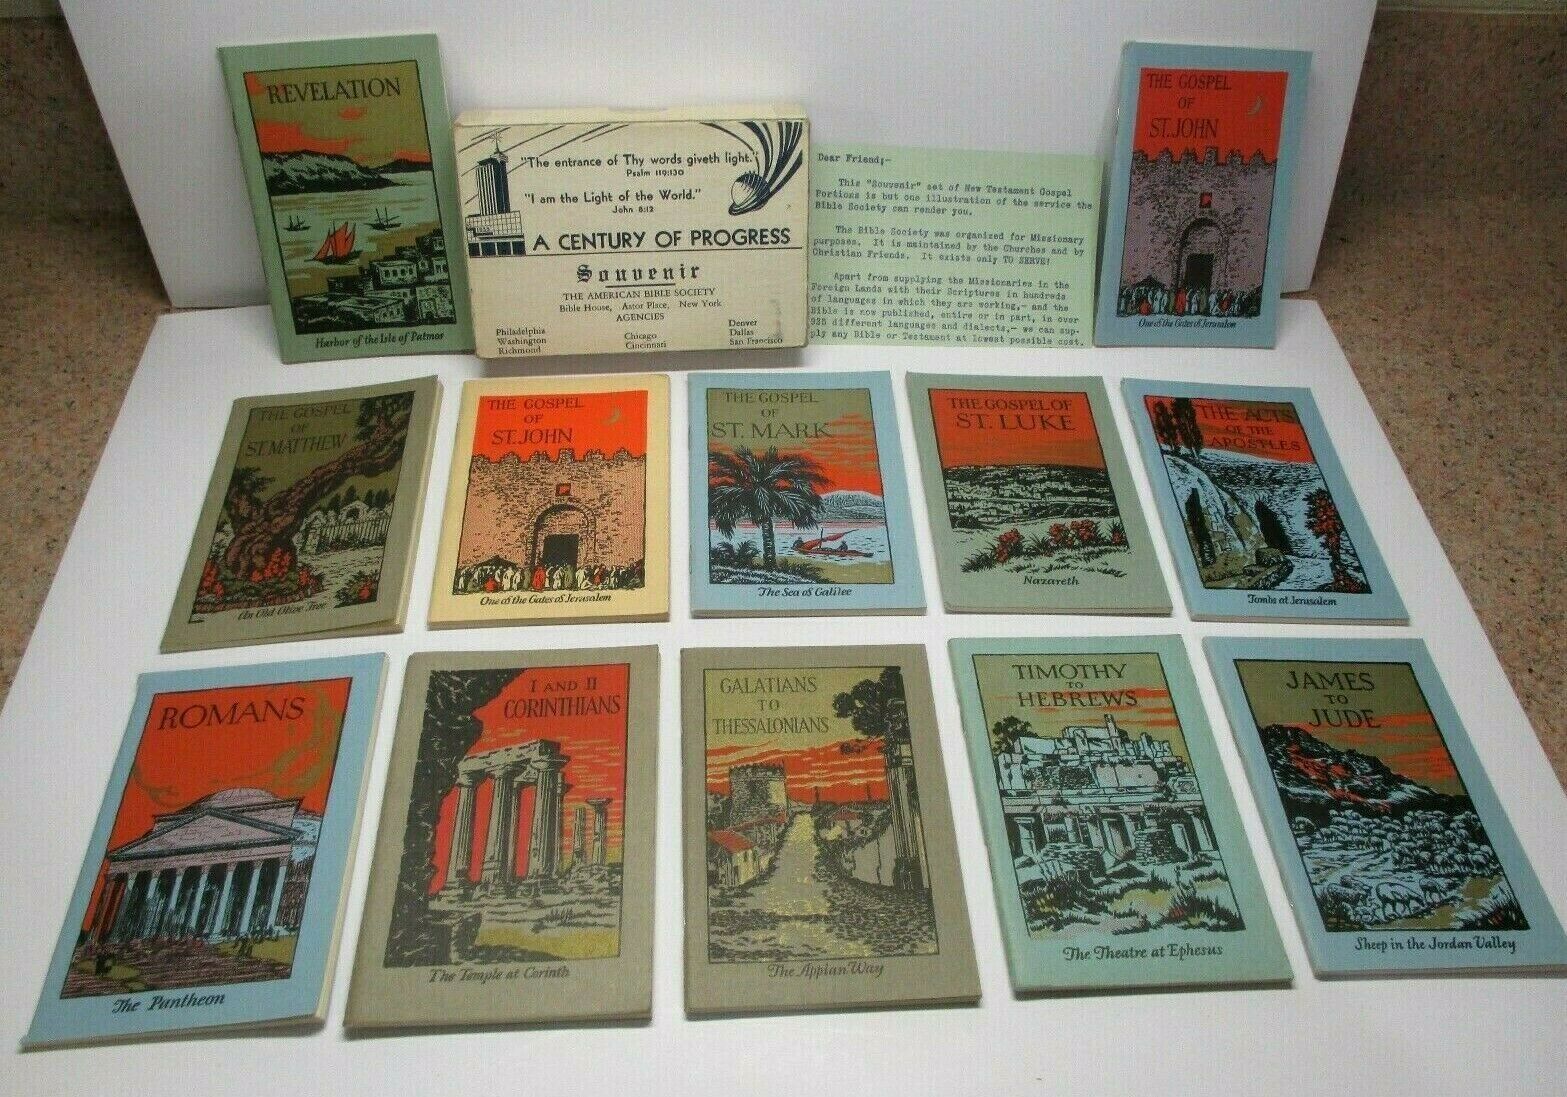 REVELATION
Harbor of the Isle of Patmos
"The entrance of Thy words giveth light."
Psalm 119:130
"I am the Light of the World."
John 8:12
A CENTURY OF PROGRESS
Souvenir
THE AMERICAN BIBLE SOCIETY
Bible House, Astor Place, New York
AGENCIES
Philadelphia
Washington
Richmond
Chicago
Cincinnati
Denver
Dallas
San Francisco
Dear Friend;-
This "Souvenir" set of New Testament Gospel
Portions is but one illustration of the service the
Bible Society can render you.
The Bible Society was organized for Missionary
purposes. It is maintained by the Churches and by
Christian Friends. It exists only TO SERVE!
Apart from supplying the Missionaries in the
Foreign Lands with their Scriptures in hundreds
of languages in which they are working,- and the
Bible is now published, entire or in part, in over
925 different languages and dialects,- we can sup-
ply any Bible or Testament at lowest possible cost.
THE GOSPEL
OF
ST. JOHN
One of the Gates of Jerusalem
THE GOSPEL
OF
ST. MATTHEW
An Old Olive Tree
THE GOSPEL
OF
ST. JOHN
One of the Gates of Jerusalem
THE GOSPEL
OF
ST. MARK
The Sea of Galilee
THE GOSPEL OF
ST. LUKE
Nazareth
THE ACTS
OF THE
APOSTLES
Tombs at Jerusalem
ROMANS
The Pantheon
I AND II
CORINTHIANS
The Temple at Corinth
GALATIANS
TO
THESSALONIANS
The Appian Way
TIMOTHY
TO
HEBREWS
The Theatre at Ephesus
JAMES
TO
JUDE
Sheep in the Jordan Valley